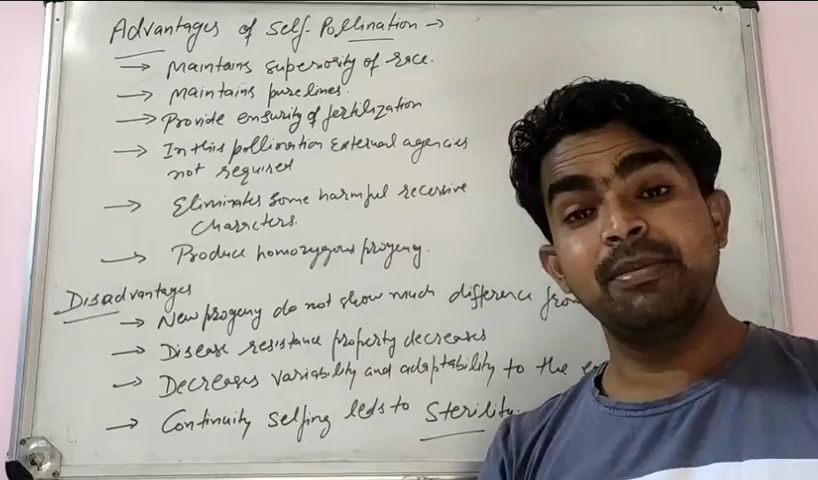 Advantages of Self-Pollination →
→ Maintains superiority of race.
→ Maintains purelines.
→ Provide ensurity of fertilization
→ In this pollination External agencies
not required
→ Eliminates some harmful recessive
Characters.
→ Produce homozygous progeny.
Disadvantages
→ New progeny do not show much difference from
→ Disease resistance property decreases
→ Decreases variability and adaptability to the
→ Continuity selfing leds to Sterility.